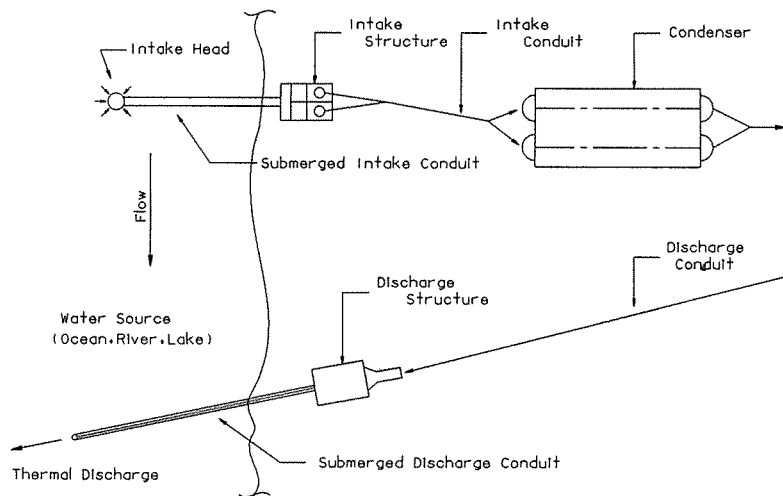 Intake Head
Intake
Structure
Intake
Conduit
Condenser
Submerged Intake Conduit
Flow
Discharge
Conduit
Discharge
Structure
Water Source
(Ocean,River,Lake)
Submerged Discharge Conduit
Thermal Discharge